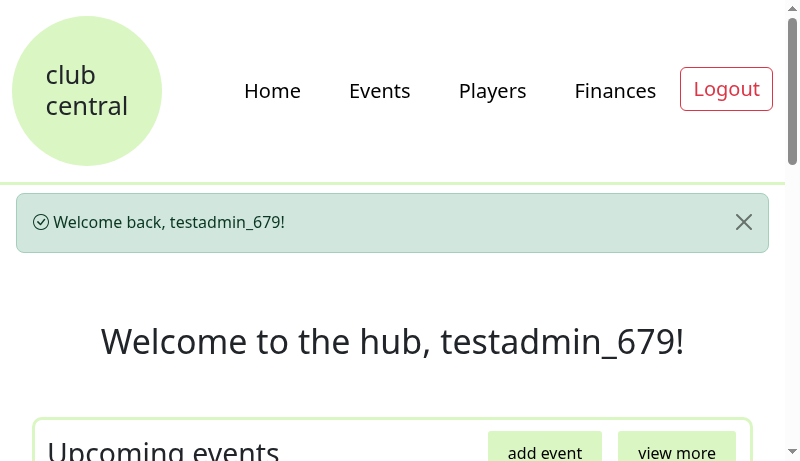 club
central
Home
Events
Players
Finances
Logout
Welcome back, testadmin_679!
Welcome to the hub, testadmin_679!
Upcoming events
add event
view more